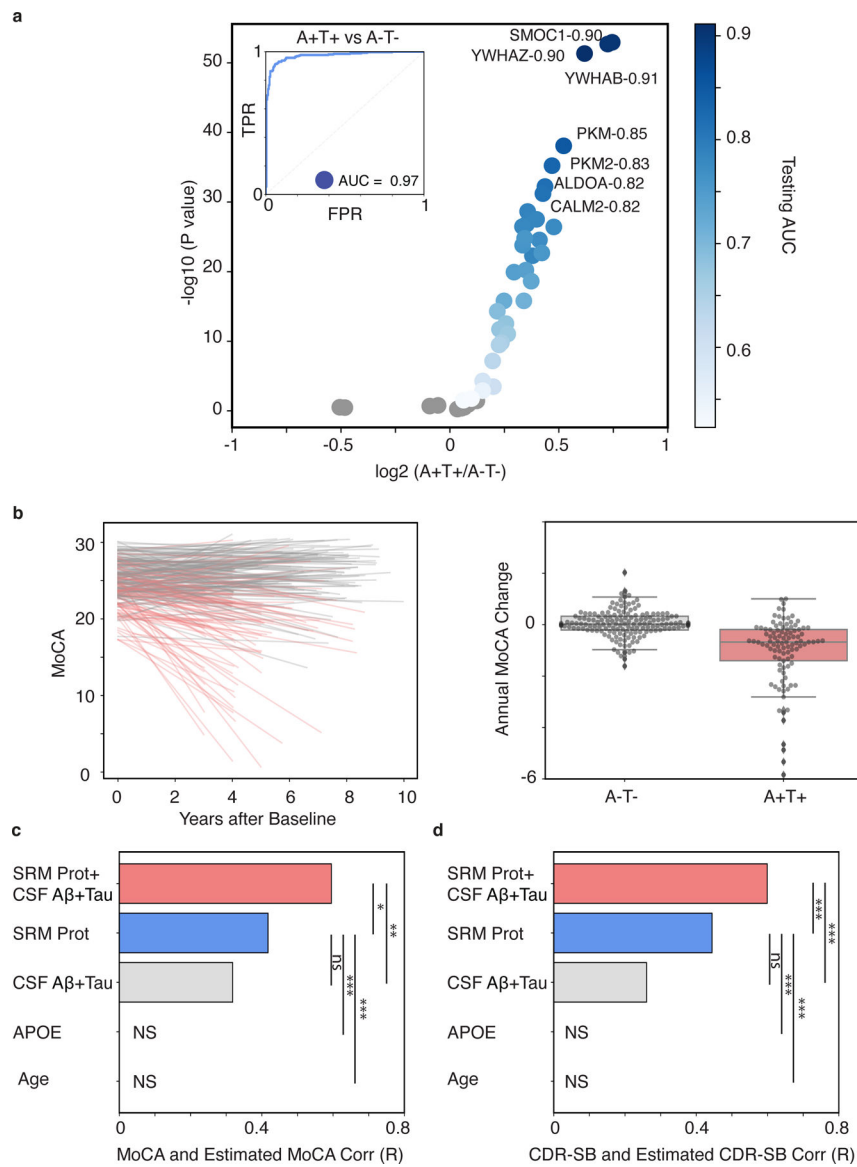 a
A+T+ vs A-T-
1
TPR
0
AUC = 0.97
0
1
FPR
SMOC1-0.90
YWHAZ-0.90
YWHAB-0.91
PKM-0.85
PKM2-0.83
ALDOA-0.82
CALM2-0.82
50
40
30
20
10
0
-log10 (P value)
-1
-0.5
0
0.5
1
log2 (A+T+/A-T-)
0.9
0.8
0.7
0.6
Testing AUC
b
30
20
10
0
MoCA
0
2
4
6
8
10
Years after Baseline
0
-6
Annual MoCA Change
A-T-
A+T+
c
SRM Prot+
CSF Aβ+Tau
SRM Prot
CSF Aβ+Tau
APOE
NS
Age
NS
*
**
ns
***
***
0
0.4
0.8
MoCA and Estimated MoCA Corr (R)
d
SRM Prot+
CSF Aβ+Tau
SRM Prot
CSF Aβ+Tau
APOE
NS
Age
NS
***
***
ns
***
***
0
0.4
0.8
CDR-SB and Estimated CDR-SB Corr (R)